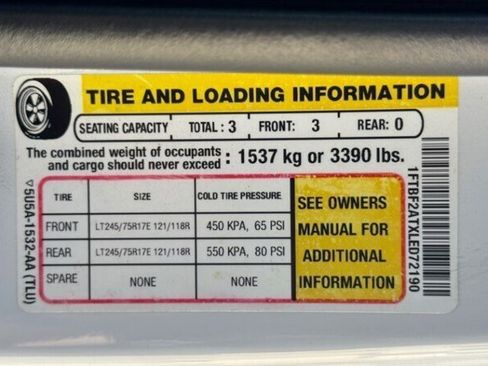 TIRE AND LOADING INFORMATION
SEATING CAPACITY TOTAL : 3 FRONT: 3 REAR: 0
The combined weight of occupants
and cargo should never exceed : 1537 kg or 3390 lbs.
TIRE SIZE COLD TIRE PRESSURE
FRONT LT245/75R17E 121/118R 450 KPA, 65 PSI
REAR LT245/75R17E 121/118R 550 KPA, 80 PSI
SPARE NONE NONE
SEE OWNERS
MANUAL FOR
ADDITIONAL
INFORMATION
5U5A-1532-AA (TLU)
1FTBF2ATXLED72190